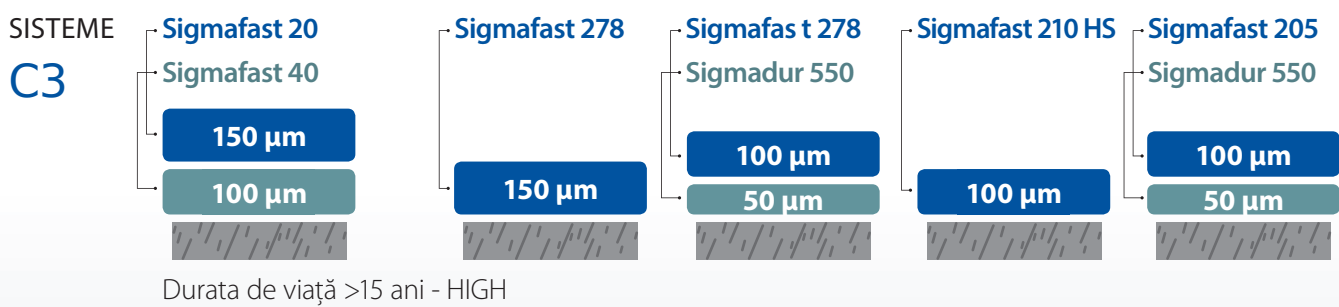 SISTEME
C3
Sigmafast 20
Sigmafast 40
150 µm
100 µm
Sigmafast 278
150 µm
Sigmafas t 278
Sigmadur 550
100 µm
50 µm
Sigmafast 210 HS
100 µm
Sigmafast 205
Sigmadur 550
100 µm
50 µm
Durata de viață >15 ani - HIGH